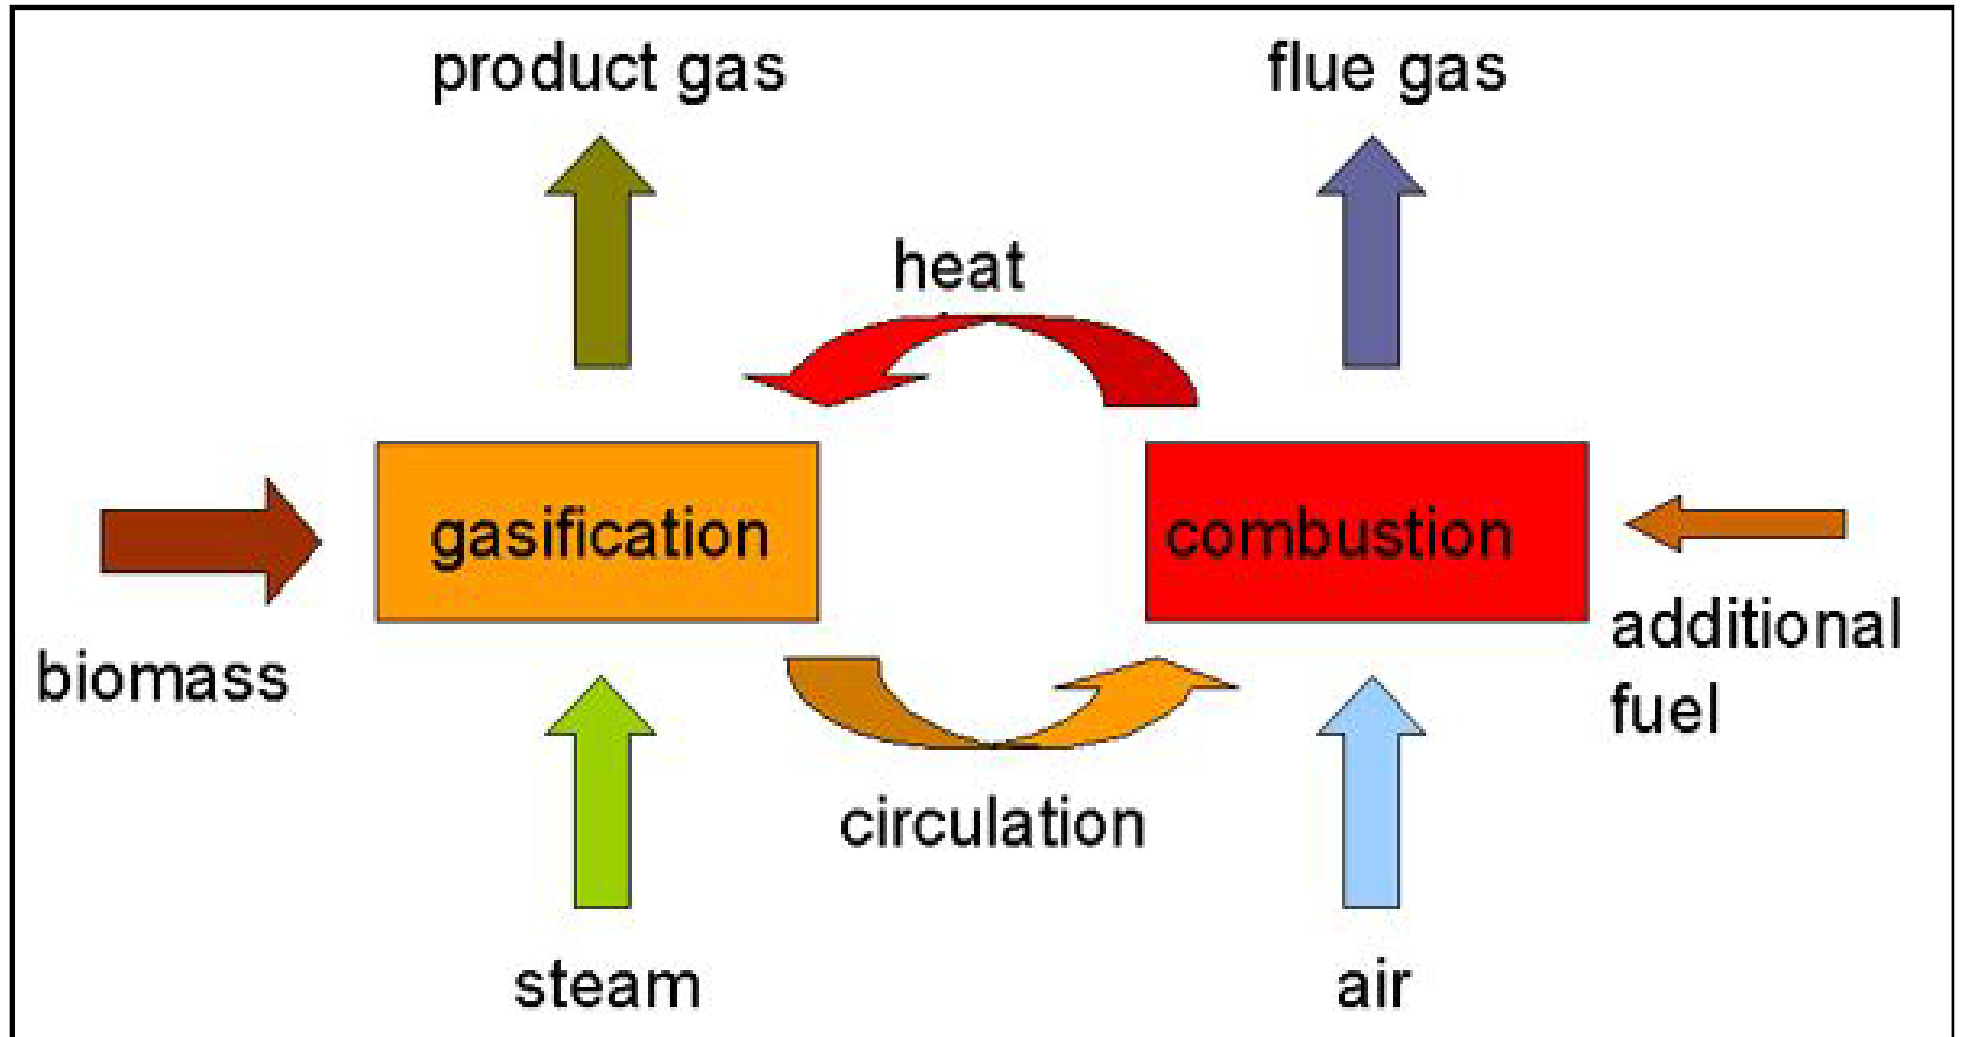 product gas
flue gas
heat
gasification
combustion
biomass
additional
fuel
circulation
steam
air